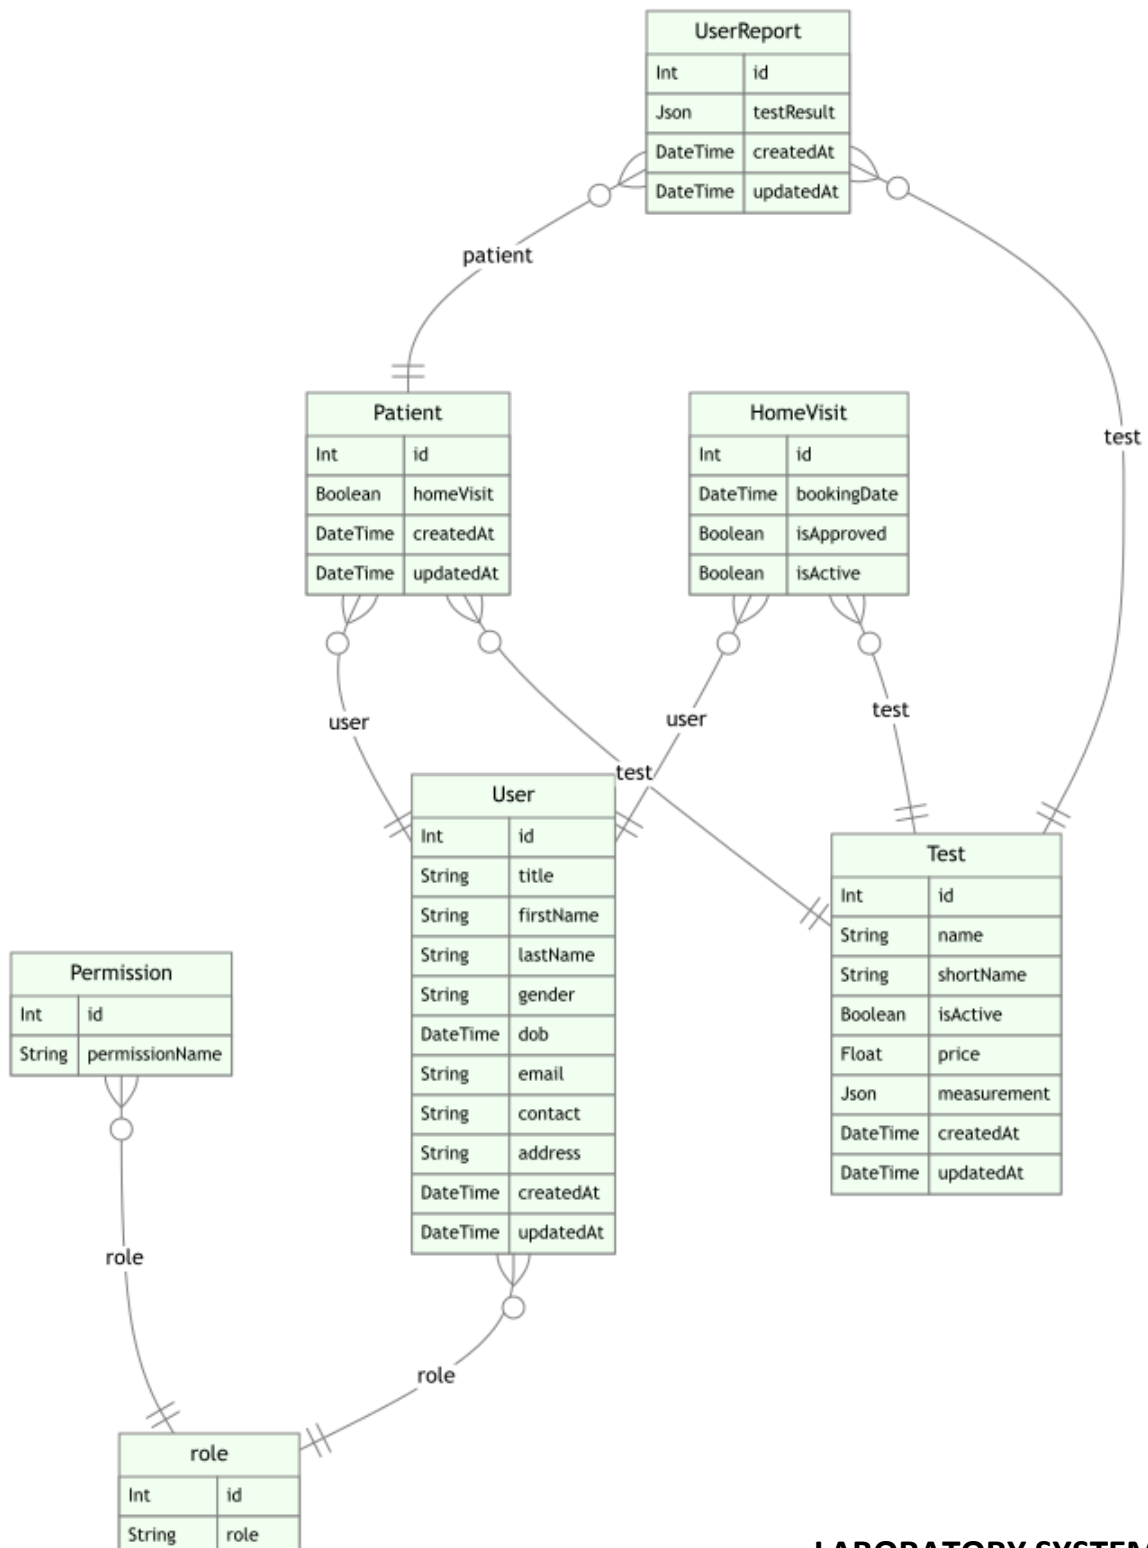 UserReport
Int id
Json testResult
DateTime createdAt
DateTime updatedAt
patient
test
Patient
Int id
Boolean homeVisit
DateTime createdAt
DateTime updatedAt
HomeVisit
Int id
DateTime bookingDate
Boolean isApproved
Boolean isActive
user
test
user
test
User
Int id
String title
String firstName
String lastName
String gender
DateTime dob
String email
String contact
String address
DateTime createdAt
DateTime updatedAt
Test
Int id
String name
String shortName
Boolean isActive
Float price
Json measurement
DateTime createdAt
DateTime updatedAt
Permission
Int id
String permissionName
role
role
role
Int id
String role
LABORATORY SYSTEM